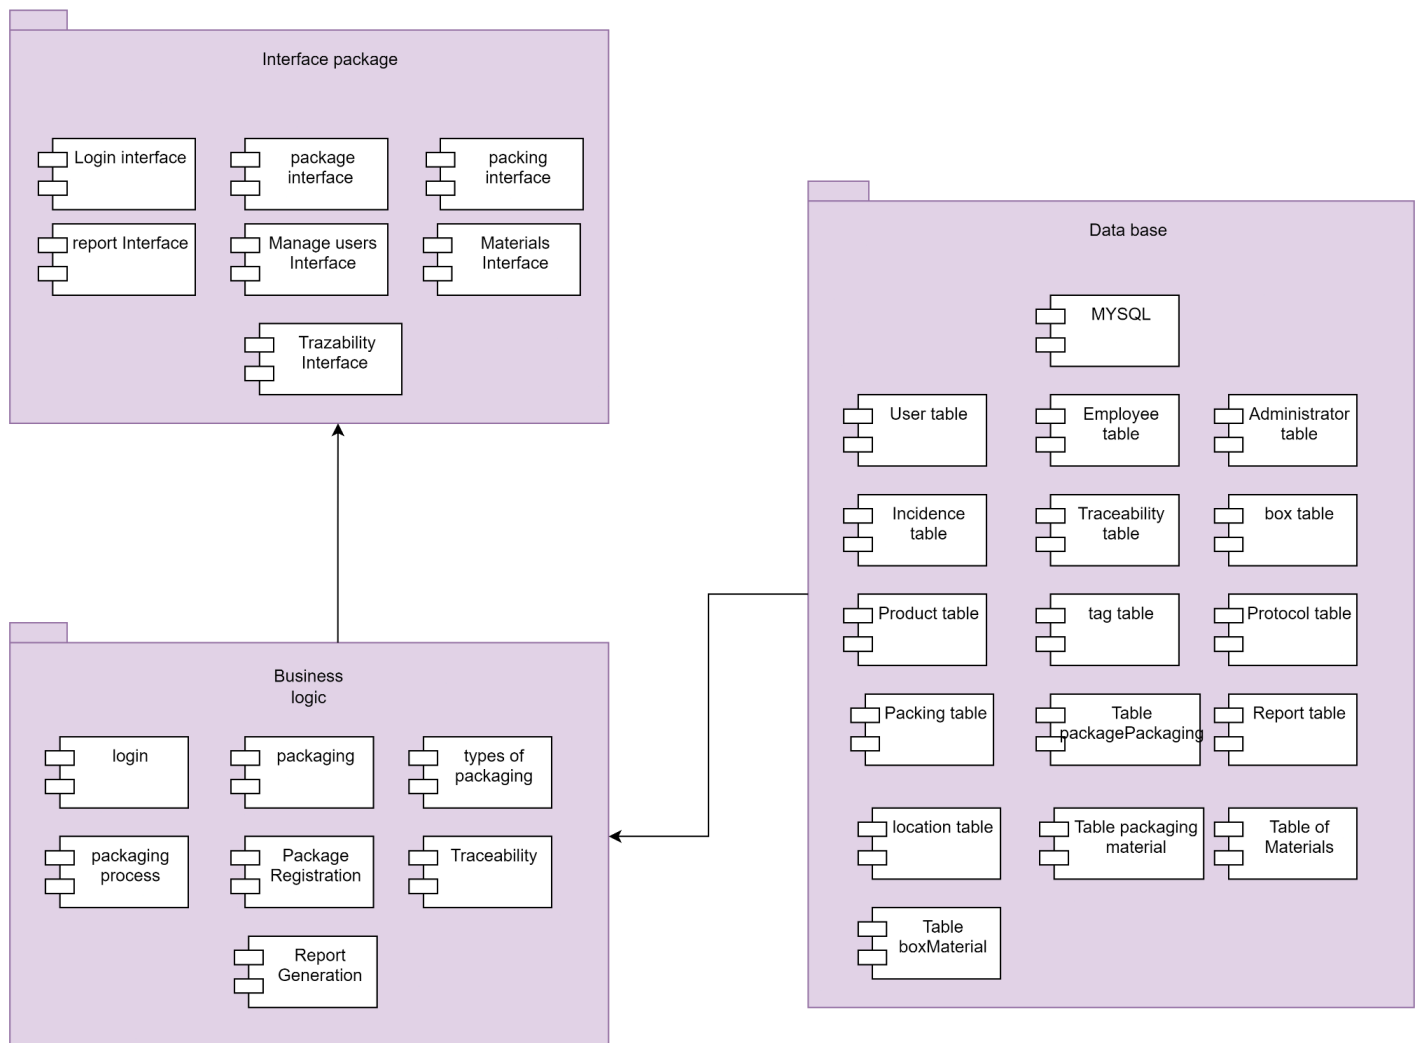 Interface package
Login interface
package
interface
packing
interface
report Interface
Manage users
Interface
Materials
Interface
Trazability
Interface
Data base
MYSQL
User table
Employee
table
Administrator
table
Incidence
table
Traceability
table
box table
Product table
tag table
Protocol table
Packing table
Table
packagePackaging
Report table
location table
Table packaging
material
Table of
Materials
Table
boxMaterial
Business
logic
login
packaging
types of
packaging
packaging
process
Package
Registration
Traceability
Report
Generation